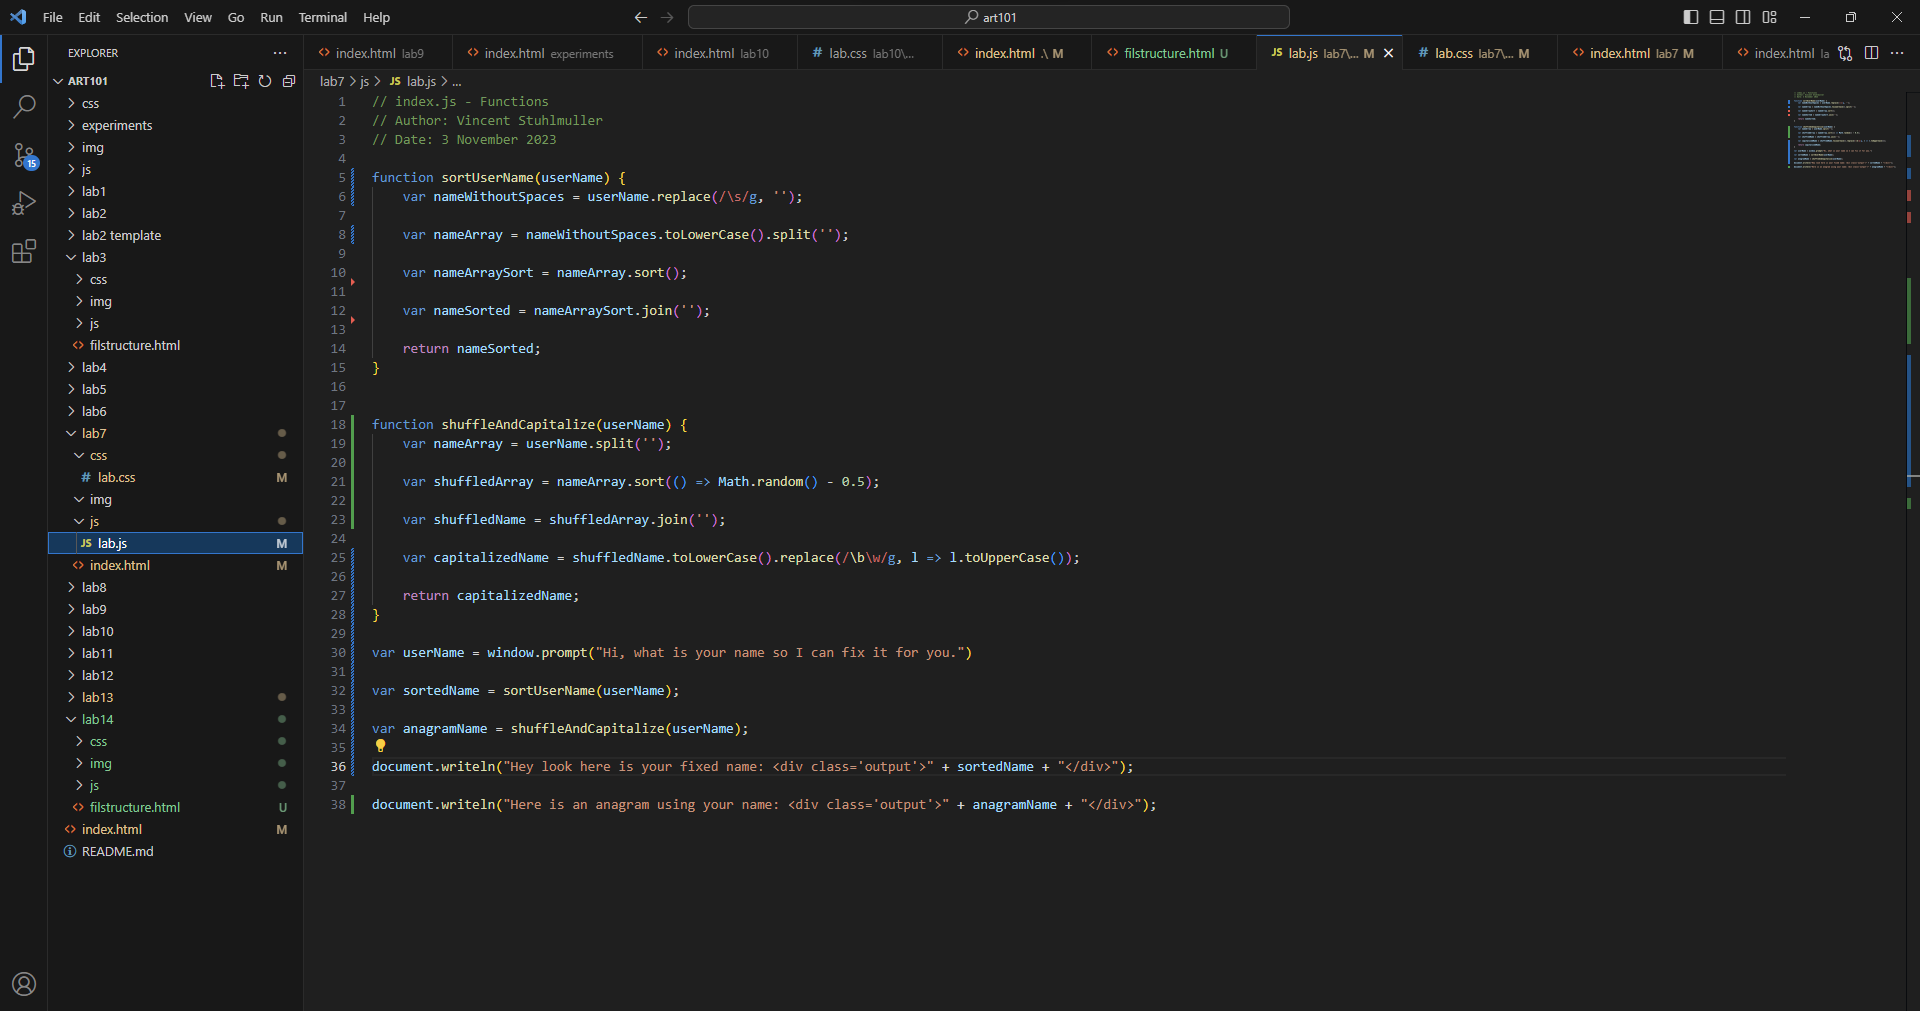 File Edit Selection View Go Run Terminal Help
art101
EXPLORER
index.html lab9
index.html experiments
index.html lab10
lab.css lab10\...
index.html .\ M
filstructure.html U
JS lab.js lab7\... M
lab.css lab7\... M
index.html lab7 M
index.html la
ART101
css
experiments
img
js
lab1
lab2
lab2 template
lab3
css
img
js
filstructure.html
lab4
lab5
lab6
lab7
css
# lab.css M
img
js
JS lab.js M
index.html M
lab8
lab9
lab10
lab11
lab12
lab13
lab14
css
img
js
filstructure.html U
index.html M
README.md
15
lab7 > js > JS lab.js > ...
1 // index.js - Functions
2 // Author: Vincent Stuhlmuller
3 // Date: 3 November 2023
4
5 function sortUserName(userName) {
6 var nameWithoutSpaces = userName.replace(/\s/g, '');
7
8 var nameArray = nameWithoutSpaces.toLowerCase().split('');
9
10 var nameArraySort = nameArray.sort();
11
12 var nameSorted = nameArraySort.join('');
13
14 return nameSorted;
15 }
16
17
18 function shuffleAndCapitalize(userName) {
19 var nameArray = userName.split('');
20
21 var shuffledArray = nameArray.sort(() => Math.random() - 0.5);
22
23 var shuffledName = shuffledArray.join('');
24
25 var capitalizedName = shuffledName.toLowerCase().replace(/\b\w/g, l => l.toUpperCase());
26
27 return capitalizedName;
28 }
29
30 var userName = window.prompt("Hi, what is your name so I can fix it for you.")
31
32 var sortedName = sortUserName(userName);
33
34 var anagramName = shuffleAndCapitalize(userName);
35
36 document.writeln("Hey look here is your fixed name: <div class='output'>" + sortedName + "</div>");
37
38 document.writeln("Here is an anagram using your name: <div class='output'>" + anagramName + "</div>");